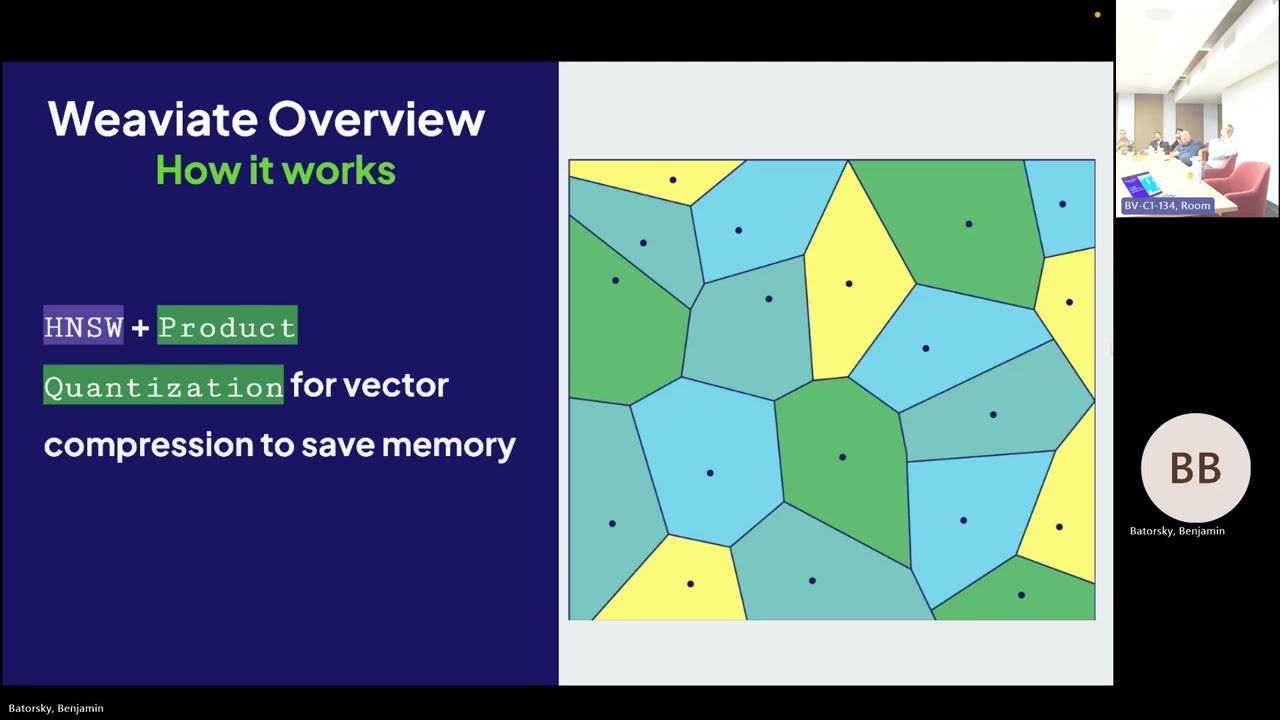 Weaviate Overview
How it works
HNSW + Product
Quantization for vector
compression to save memory
BV-C1-134, Room
BB
Batorsky, Benjamin
Batorsky, Benjamin